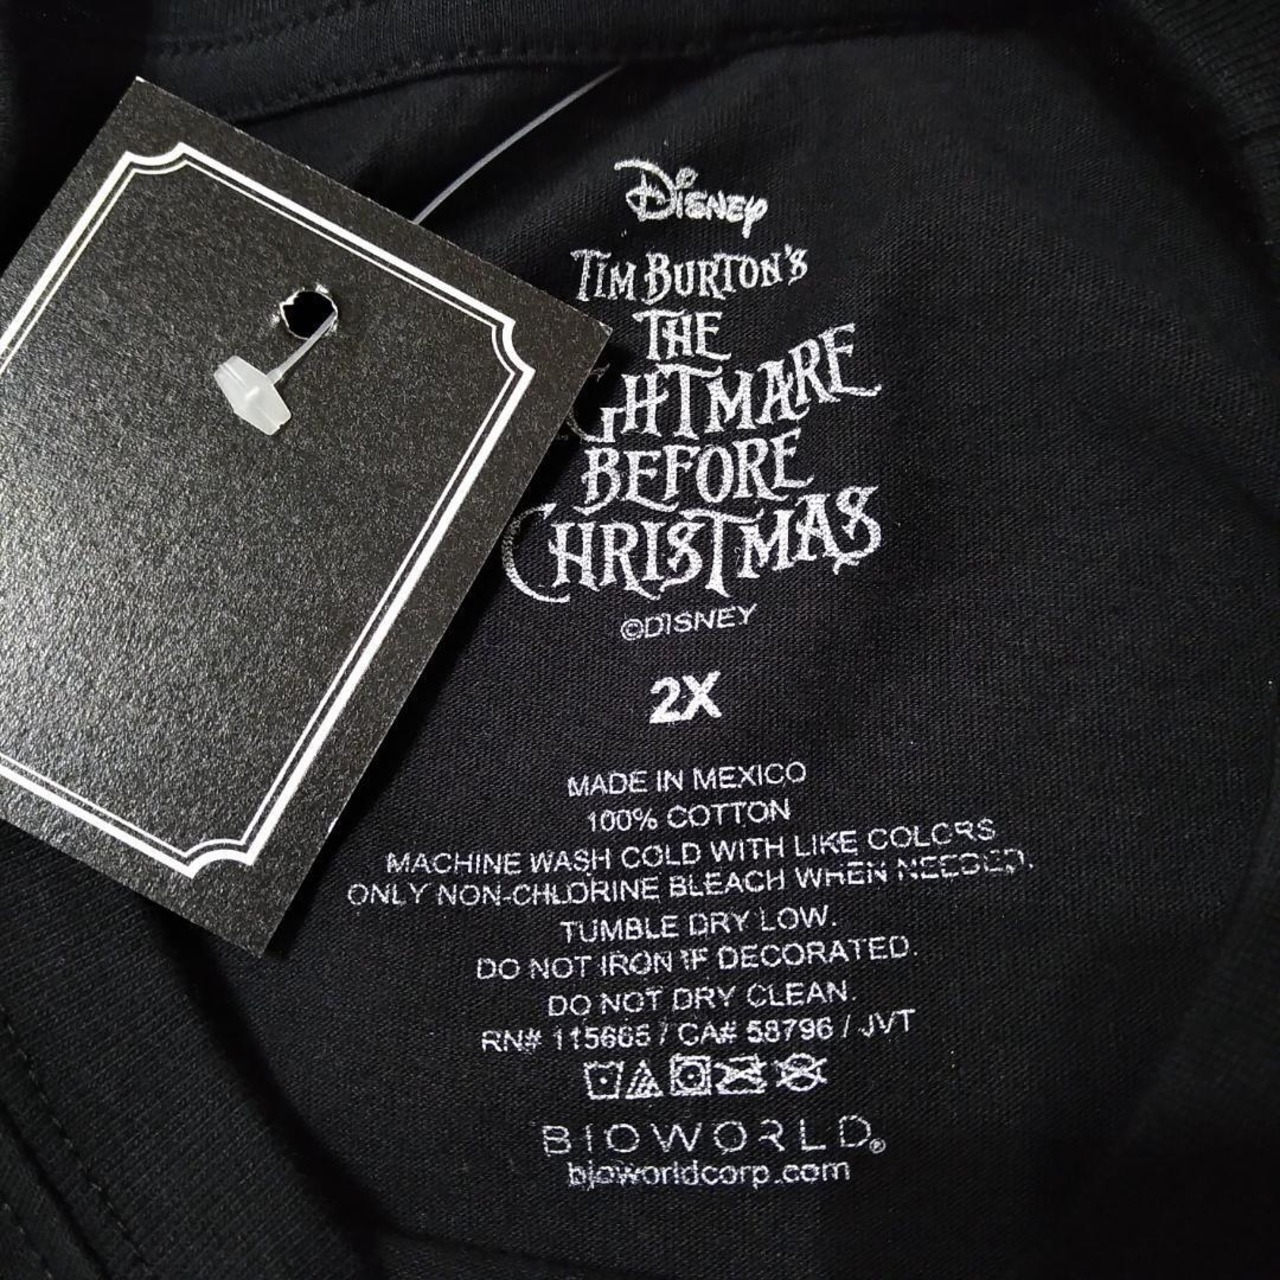 Disney
TIM BURTON'S
THE
GHTMARE
BEFORE
CHRISTMAS
©DISNEY
2X
MADE IN MEXICO
100% COTTON
MACHINE WASH COLD WITH LIKE COLORS
ONLY NON-CHLORINE BLEACH WHEN NEEDED.
TUMBLE DRY LOW.
DO NOT IRON IF DECORATED.
DO NOT DRY CLEAN.
RN# 115665 / CA# 58796 / JVT
BIOWORLD®
bioworldcorp.com